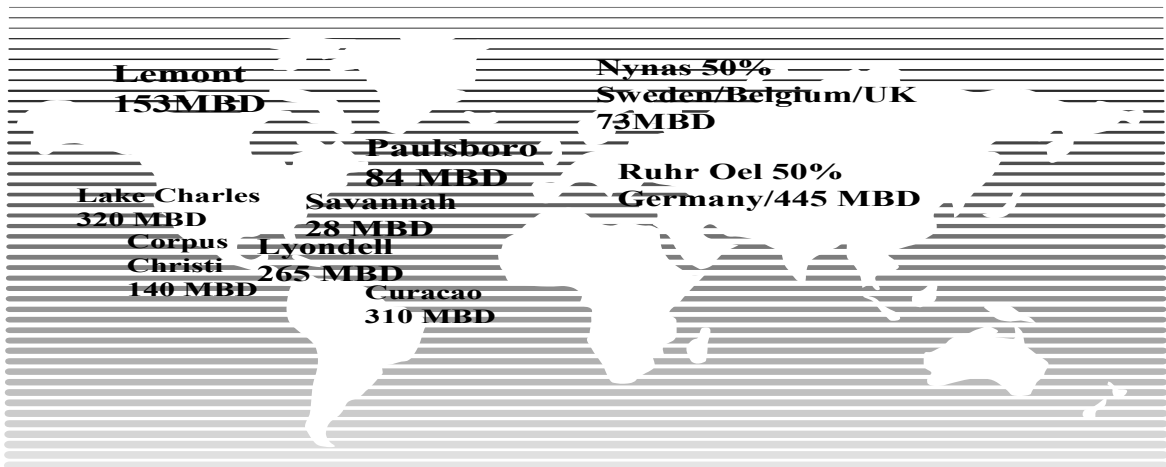 Lemont
153MBD
Nynas 50%
Sweden/Belgium/UK
73MBD
Paulsboro
84 MBD
Ruhr Oel 50%
Germany/445 MBD
Lake Charles
320 MBD
Savannah
28 MBD
Corpus
Christi
140 MBD
Lyondell
265 MBD
Curacao
310 MBD